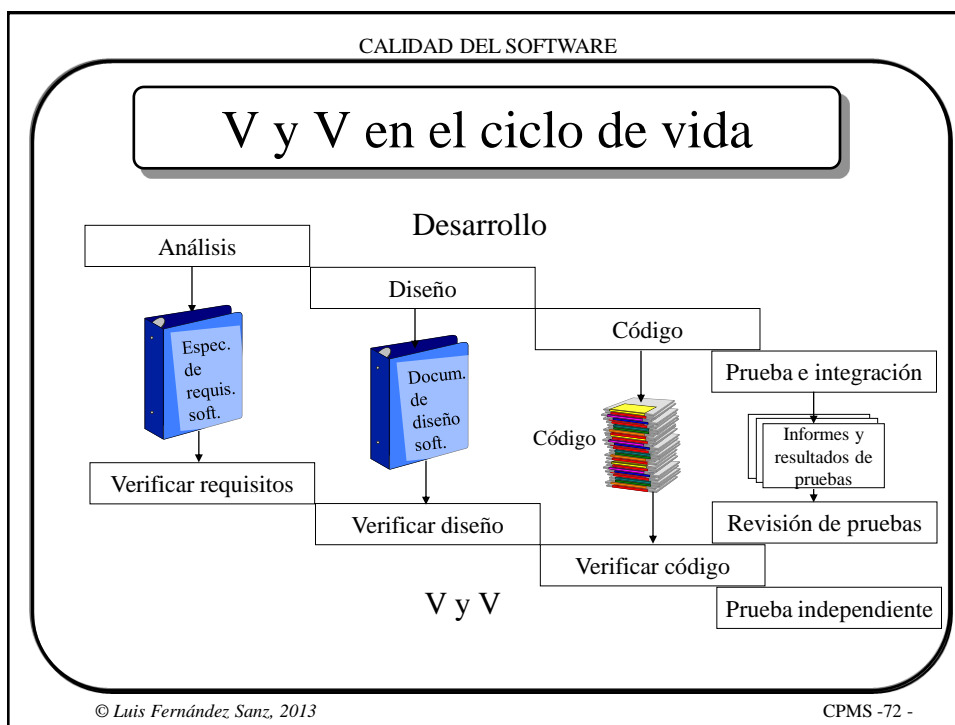 CALIDAD DEL SOFTWARE
V y V en el ciclo de vida
Desarrollo
Análisis
Diseño
Código
Prueba e integración
Espec.
de
requis.
soft.
Docum.
de
diseño
soft.
Código
Informes y
resultados de
pruebas
Verificar requisitos
Verificar diseño
Verificar código
Revisión de pruebas
Prueba independiente
V y V
© Luis Fernández Sanz, 2013
CPMS -72 -